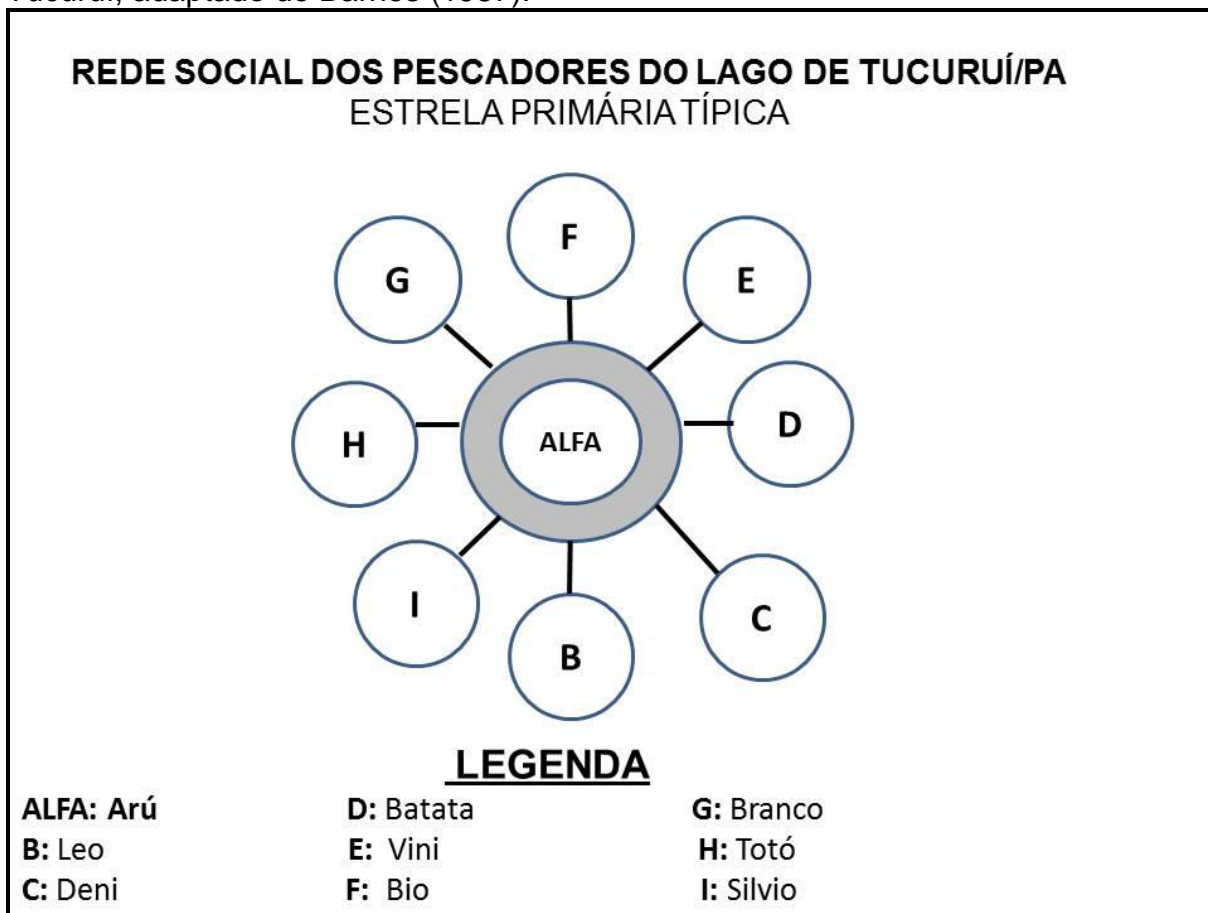 REDE SOCIAL DOS PESCADORES DO LAGO DE TUCURUÍ/PA
ESTRELA PRIMÁRIA TÍPICA
F
G
E
H
ALFA
D
I
B
C
LEGENDA
ALFA: Arú D: Batata G: Branco
B: Leo E: Vini H: Totó
C: Deni F: Bio I: Silvio